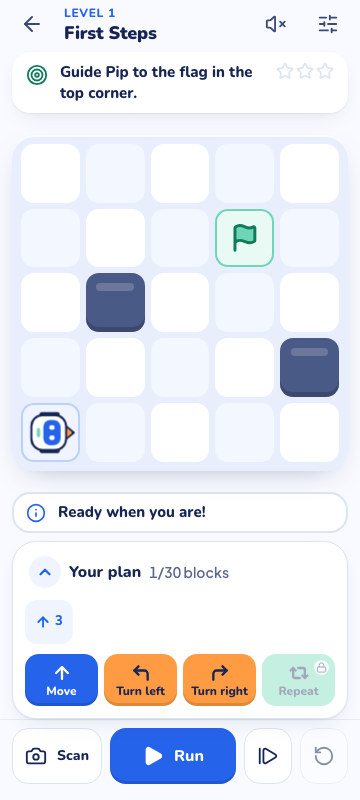 LEVEL 1
First Steps
Guide Pip to the flag in the
top corner.
Ready when you are!
Your plan 1/30 blocks
3
Move Turn left Turn right Repeat
Scan Run